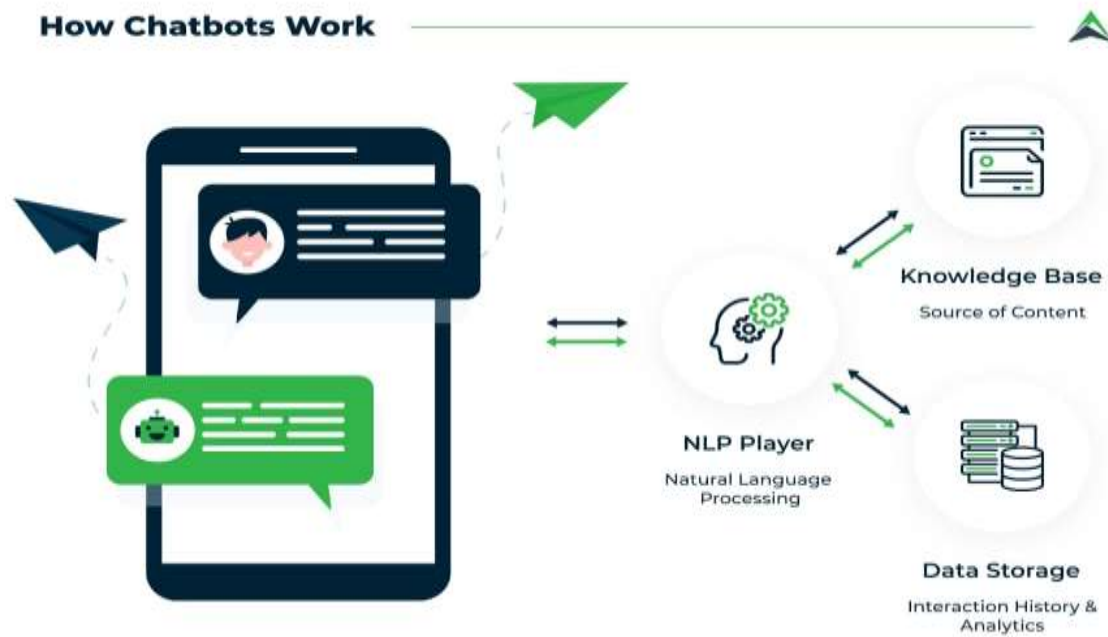 How Chatbots Work
Knowledge Base
Source of Content
NLP Player
Natural Language
Processing
Data Storage
Interaction History &
Analytics